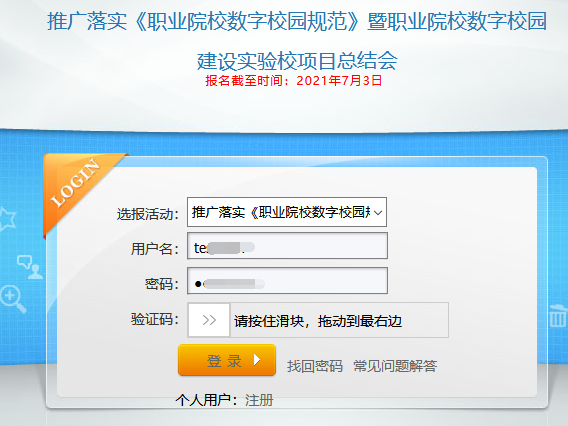 推广落实《职业院校数字校园规范》暨职业院校数字校园
建设实验校项目总结会
报名截至时间：2021年7月3日
LOGIN
选报活动： 推广落实《职业院校数字校园规
用户名： te
密码：
验证码： >> 请按住滑块，拖动到最右边
登 录 找回密码 常见问题解答
个人用户：注册